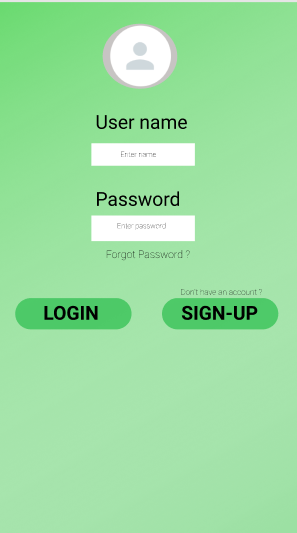 User name
Enter name
Password
Enter password
Forgot Password ?
Don't have an account ?
LOGIN
SIGN-UP